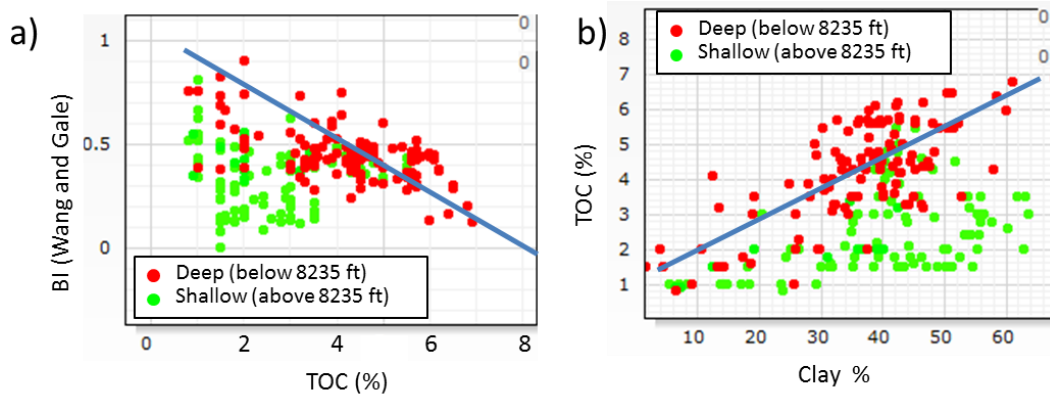 a)
1
0.5
0
BI (Wang and Gale)
0
0
Deep (below 8235 ft)
Shallow (above 8235 ft)
0 2 4 6 8
TOC (%)
b)
8
7
6
5
4
3
2
1
TOC (%)
Deep (below 8235 ft)
Shallow (above 8235 ft)
0
0
10 20 30 40 50 60
Clay %